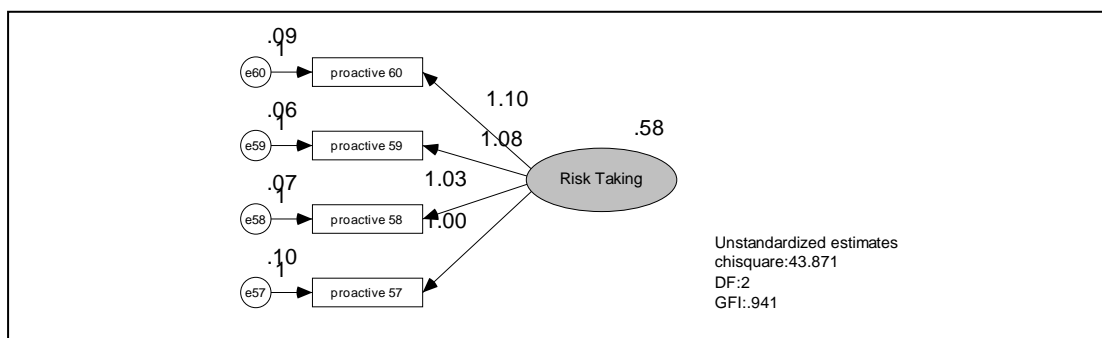 .09
1
e60
proactive 60
1.10
.06
1
e59
proactive 59
1.08
.58
Risk Taking
.07
1
e58
proactive 58
1.03
1.00
.10
1
e57
proactive 57
Unstandardized estimates
chisquare:43.871
DF:2
GFI:.941